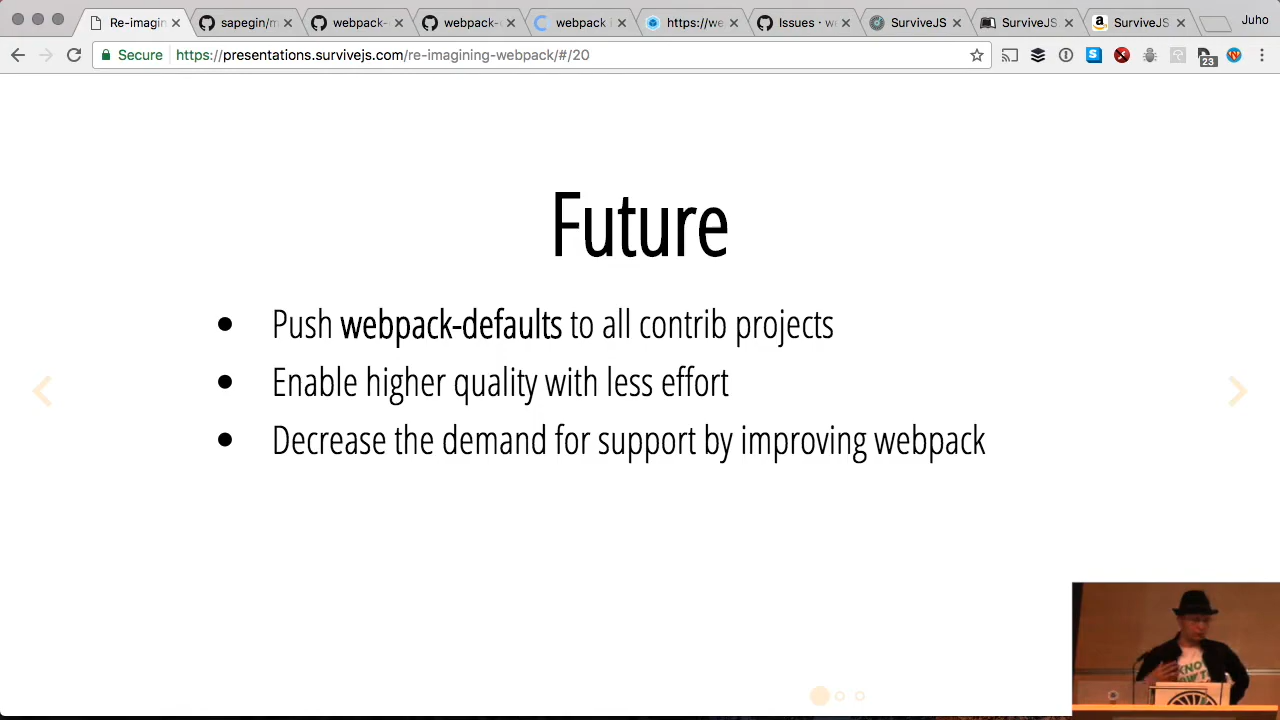 Re-imagin
sapegin/m
webpack-
webpack-
webpack
https://we
Issues · w
SurviveJS
SurviveJS
SurviveJS
Juho
Secure
https://presentations.survivejs.com/re-imagining-webpack/#/20
23
Future
Push webpack-defaults to all contrib projects
Enable higher quality with less effort
Decrease the demand for support by improving webpack